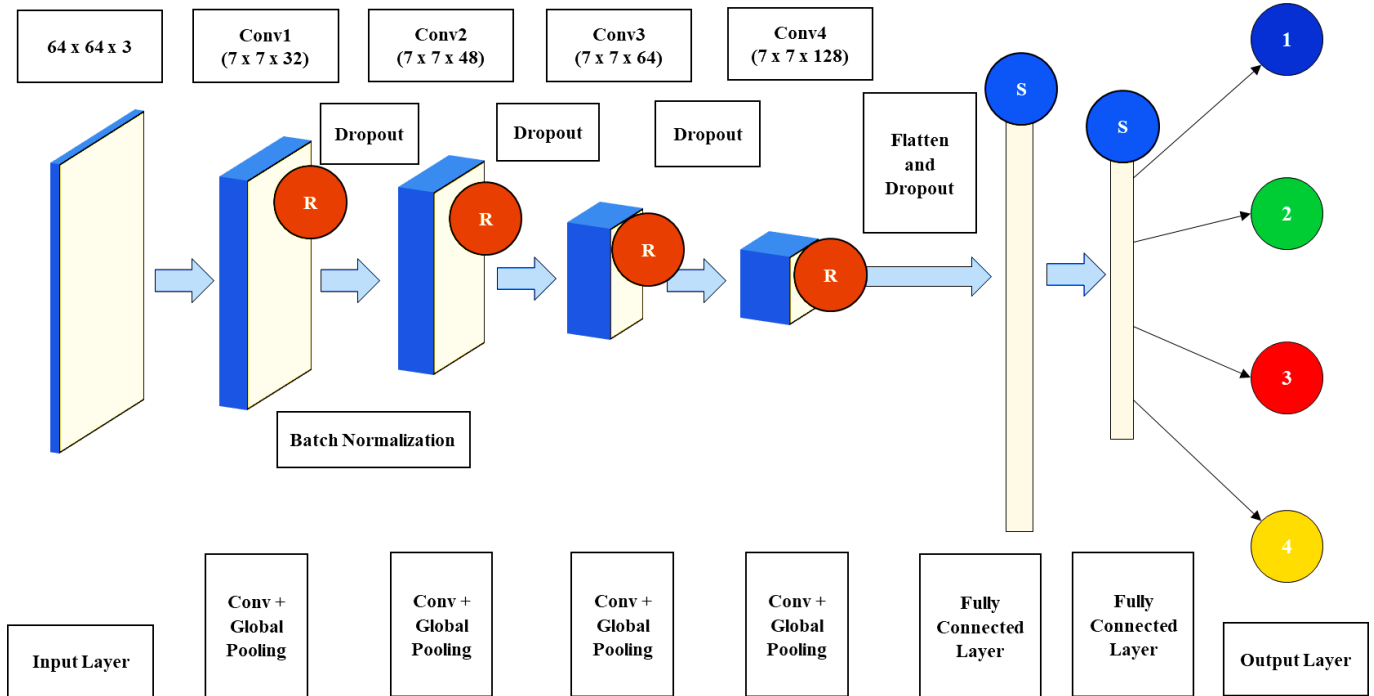 64 x 64 x 3
Conv1
(7 x 7 x 32)
Conv2
(7 x 7 x 48)
Conv3
(7 x 7 x 64)
Conv4
(7 x 7 x 128)
1
S
S
Dropout
Dropout
Dropout
Flatten
and
Dropout
R
R
R
R
2
3
Batch Normalization
4
Input Layer
Conv +
Global
Pooling
Conv +
Global
Pooling
Conv +
Global
Pooling
Conv +
Global
Pooling
Fully
Connected
Layer
Fully
Connected
Layer
Output Layer